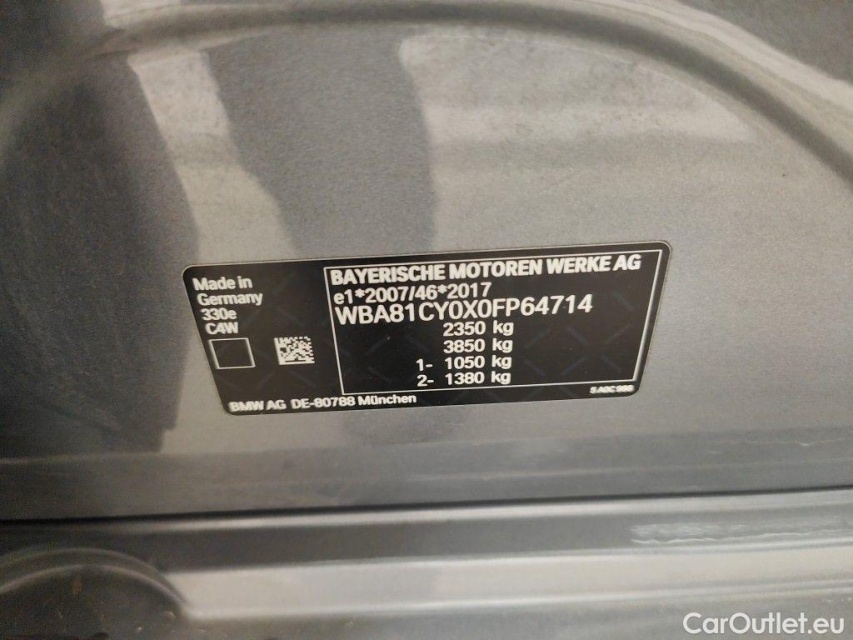 Made in
Germany
330e
C4W
BAYERISCHE MOTOREN WERKE AG
e1*2007/46*2017
WBA81CY0X0FP64714
2350 kg
3850 kg
1- 1050 kg
2- 1380 kg
BMW AG DE-80788 München
CarOutlet.eu